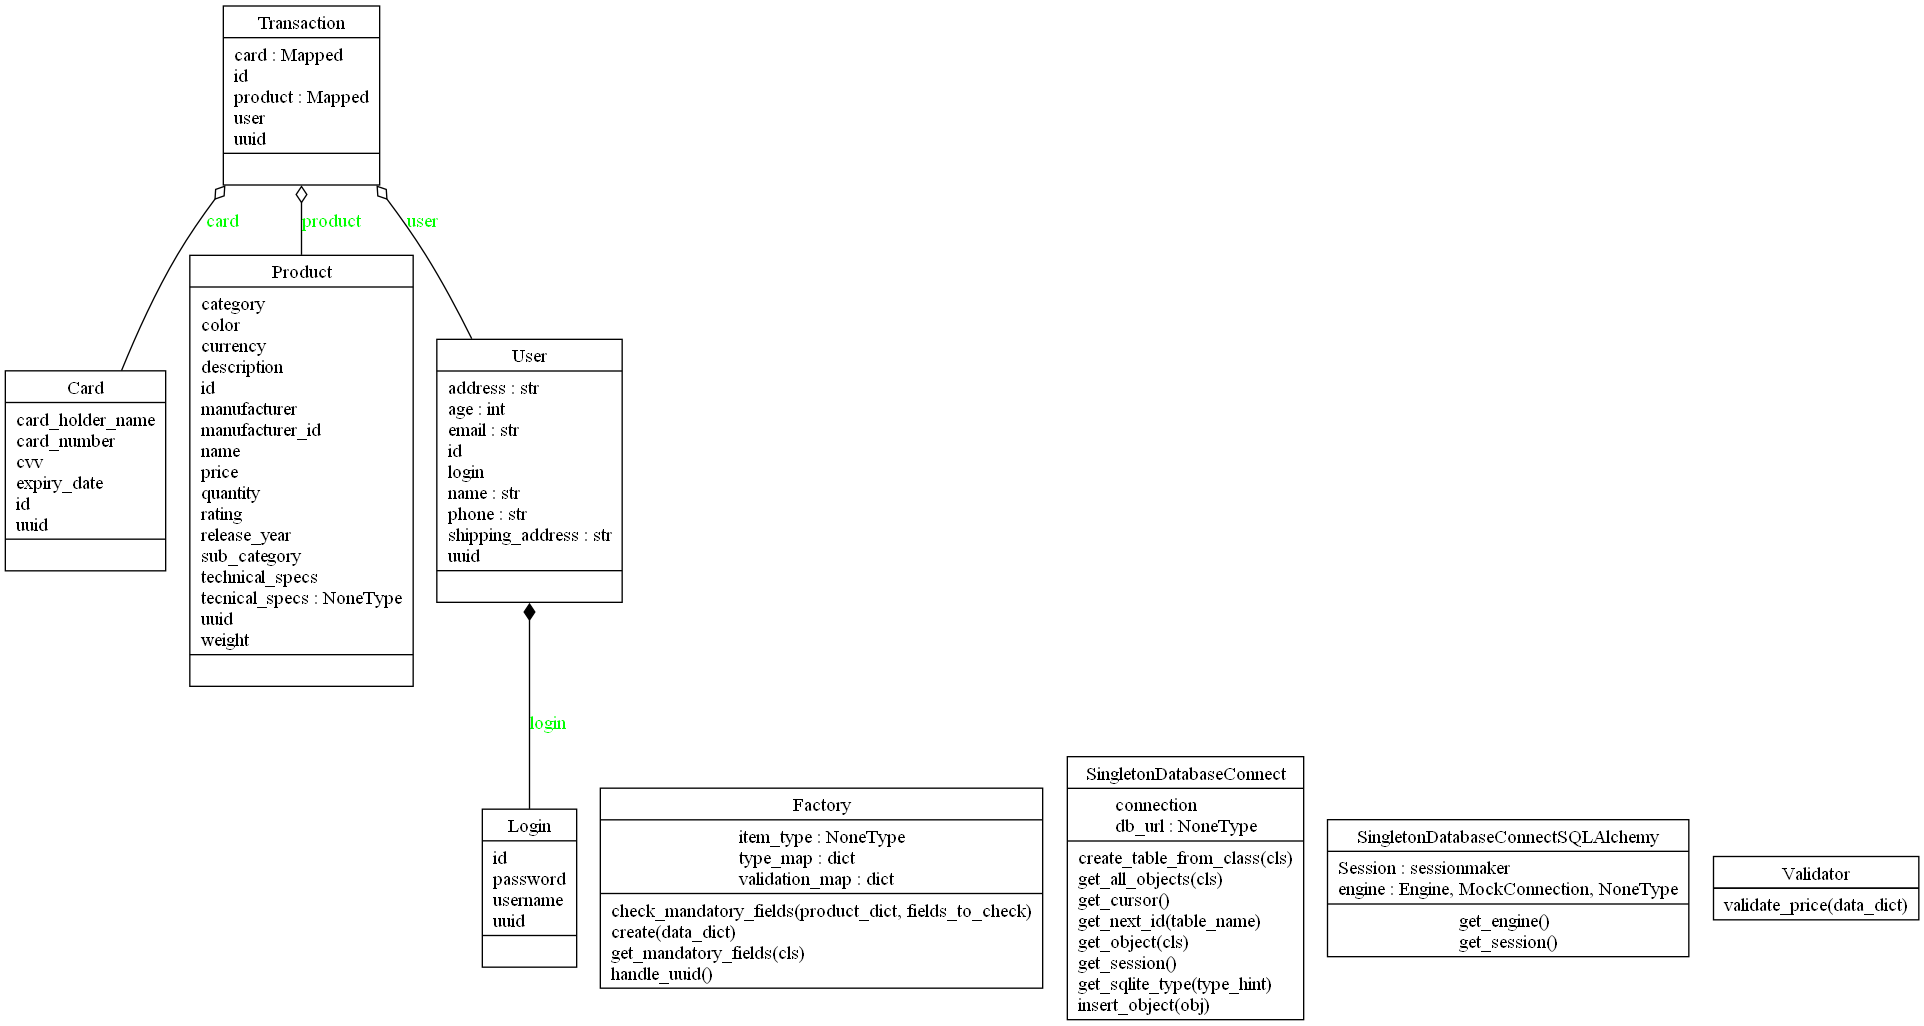 Transaction
card : Mapped
id
product : Mapped
user
uuid
card
product
user
Product
category
color
currency
description
id
manufacturer
manufacturer_id
name
price
quantity
rating
release_year
sub_category
technical_specs
tecnical_specs : NoneType
uuid
weight
User
address : str
age : int
email : str
id
login
name : str
phone : str
shipping_address : str
uuid
Card
card_holder_name
card_number
cvv
expiry_date
id
uuid
login
Login
id
password
username
uuid
Factory
item_type : NoneType
type_map : dict
validation_map : dict
check_mandatory_fields(product_dict, fields_to_check)
create(data_dict)
get_mandatory_fields(cls)
handle_uuid()
SingletonDatabaseConnect
connection
db_url : NoneType
create_table_from_class(cls)
get_all_objects(cls)
get_cursor()
get_next_id(table_name)
get_object(cls)
get_session()
get_sqlite_type(type_hint)
insert_object(obj)
SingletonDatabaseConnectSQLAlchemy
Session : sessionmaker
engine : Engine, MockConnection, NoneType
get_engine()
get_session()
Validator
validate_price(data_dict)